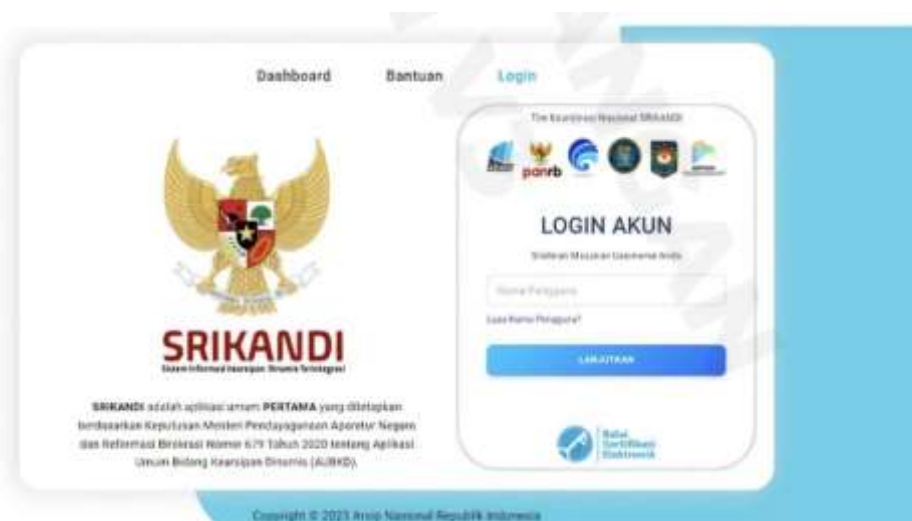 Dashboard Bantuan Login
Tim Koordinasi Nasional SRIKANDI
panrb
LOGIN AKUN
Silahkan Masukan Username Anda
Nama Pengguna
Lupa Nama Pengguna?
LANJUTKAN
Balai
Sertifikasi
Elektronik
SRIKANDI
Sistem Informasi Kearsipan Dinamis Terintegrasi
SRIKANDI adalah aplikasi umum PERTAMA yang ditetapkan
berdasarkan Keputusan Menteri Pendayagunaan Aparatur Negara
dan Reformasi Birokrasi Nomor 679 Tahun 2020 tentang Aplikasi
Umum Bidang Kearsipan Dinamis (AUBKD).
Copyright © 2023 Arsip Nasional Republik Indonesia